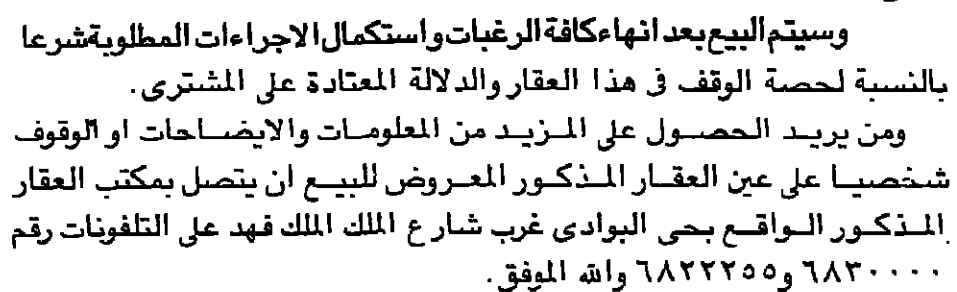 وسيتم البيع بعد انهاء كافة الرغبات واستكمال الاجراءات المطلوبة شرعا
بالنسبة لحصة الوقف فى هذا العقار والدلالة المعتادة على المشترى.
ومن يريد الحصول على المزيد من المعلومات والايضاحات او الوقوف
شخصيا على عين العقار المذكور المعروض للبيع ان يتصل بمكتب العقار
المذكور الواقع بحى البوادى غرب شارع الملك الملك فهد على التلفونات رقم
٦٨٣٠٠٠٠ و٦٨٢٢٢٥٥ والله الموفق.